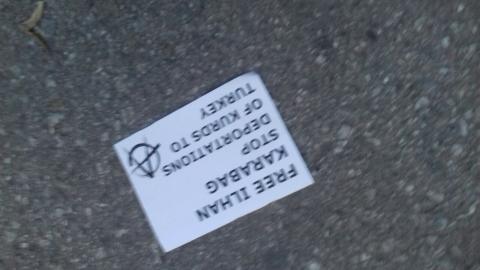 FREE ILHAN
KARABAG
STOP
DEPORTATIONS
OF KURDS TO
TURKEY